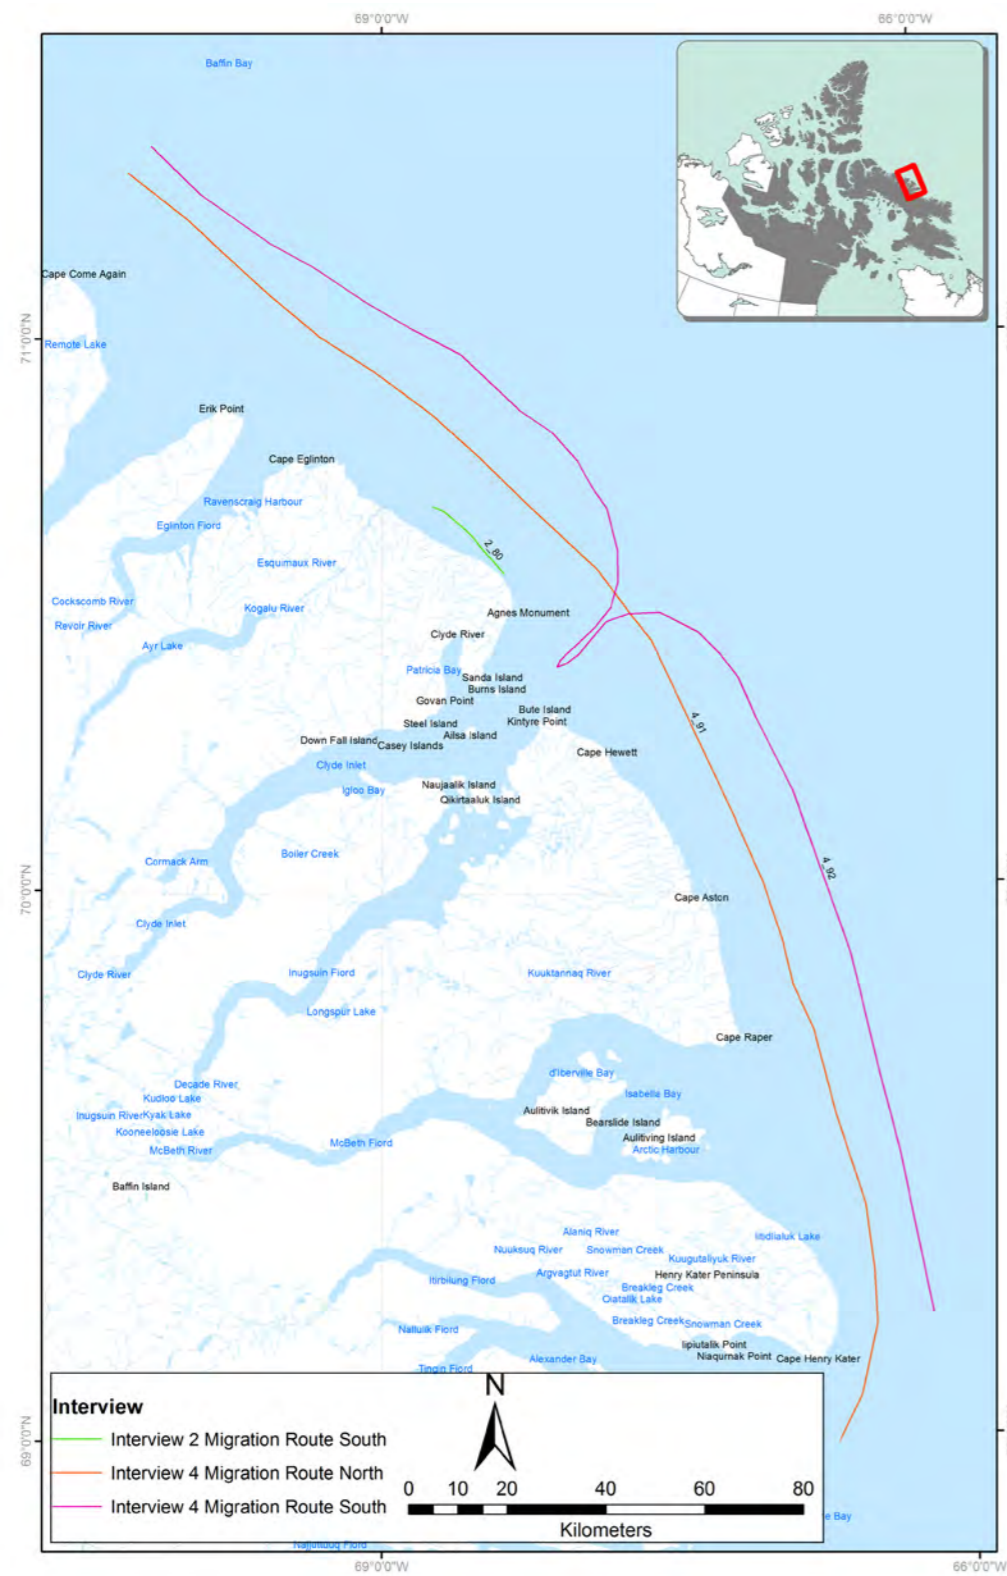 69°0'0"W
66°0'0"W
Baffin Bay
Cape Come Again
71°0'0"N
Remote Lake
Erik Point
Cape Eglinton
Ravenscraig Harbour
Eglinton Fiord
2_80
Esquimaux River
Cockscomb River
Kogalu River
Revoir River
Agnes Monument
Clyde River
Ayr Lake
Patricia Bay
Sanda Island
Burns Island
Govan Point
Bute Island
Steel Island
Kintyre Point
4_91
Ailsa Island
Down Fall Island
Casey Islands
Cape Hewett
Clyde Inlet
Naujaalik Island
Igloo Bay
Qikirtaaluk Island
Boiler Creek
Cormack Arm
4_92
70°0'0"N
Cape Aston
Clyde Inlet
Clyde River
Inugsuin Fiord
Kuuktannaq River
Longspur Lake
Cape Raper
d'Iberville Bay
Decade River
Isabella Bay
Kudloo Lake
Aulitivik Island
Inugsuin River
Kyak Lake
Bearslide Island
Kooneeloosie Lake
Aulitiving Island
McBeth Fiord
McBeth River
Arctic Harbour
Baffin Island
Alaniq River
Nuuksuq River
Snowman Creek
Kuugutaliyuk River
Argvagtut River
Henry Kater Peninsula
Itirbilung Fiord
Breakleg Creek
Breakleg Creek
Snowman Creek
Alexander Bay
Niaqurnak Point
Cape Henry Kater
Tingin Fiord
Interview
N
Interview 2 Migration Route South
Interview 4 Migration Route North
Interview 4 Migration Route South
0 10 20 40 60 80
Kilometers
69°0'0"N
e Bay
69°0'0"W
66°0'0"W